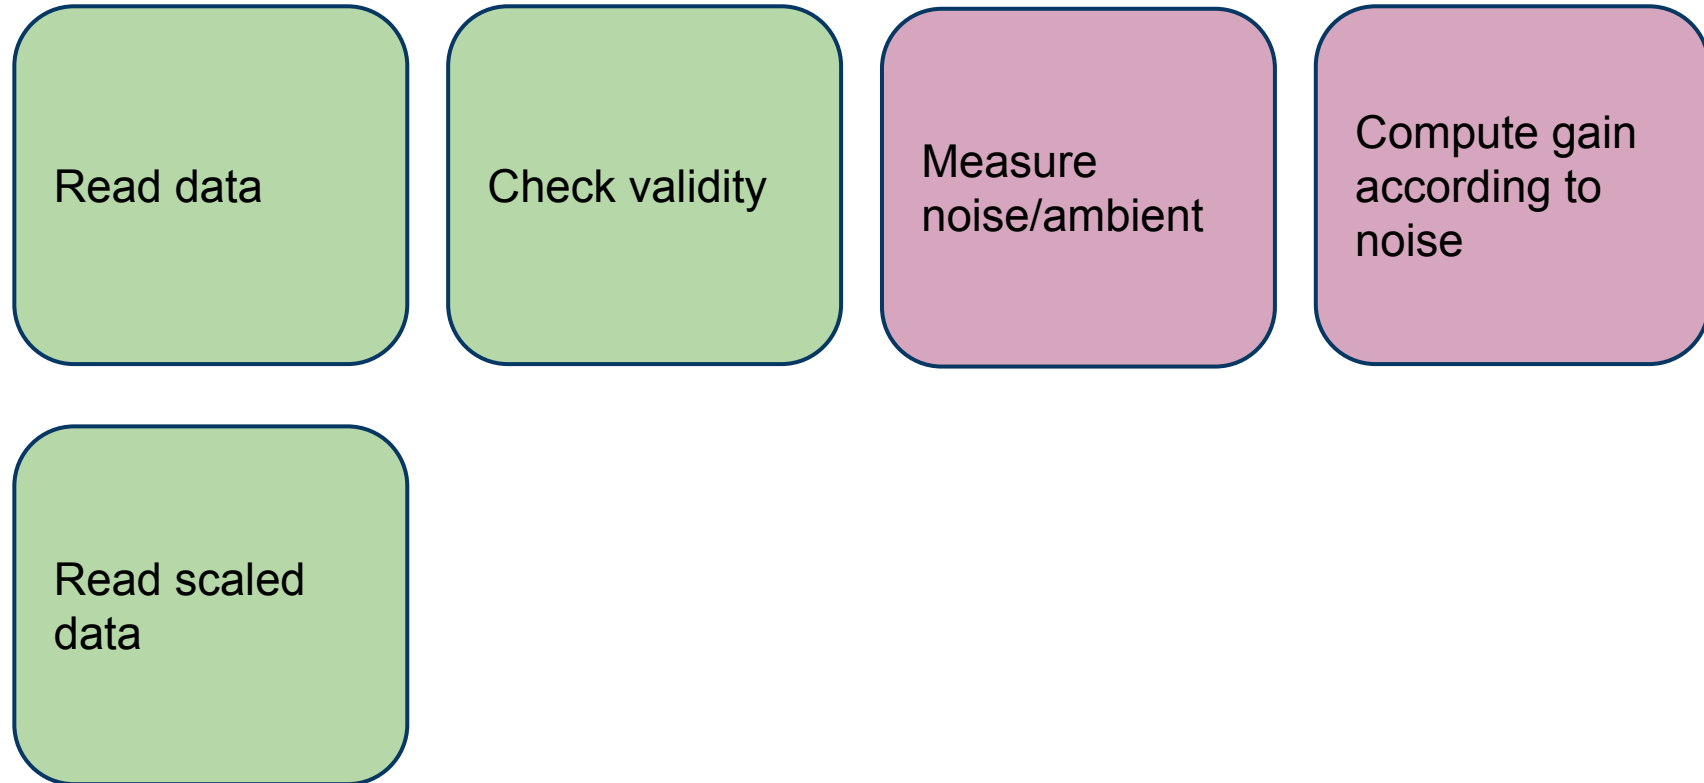 Read data
Check validity
Measure
noise/ambient
Compute gain
according to
noise
Read scaled
data